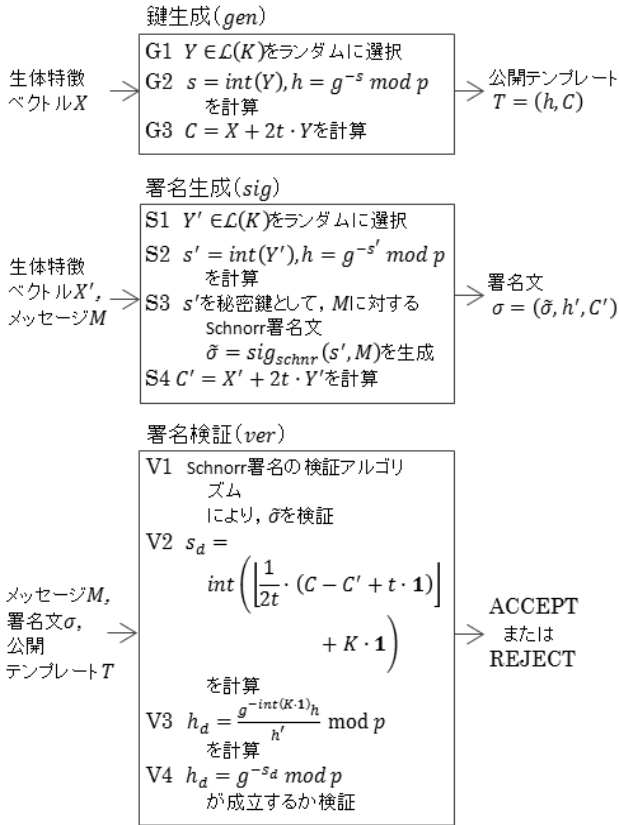 鍵生成(gen)
生体特徴
ベクトルX
G1 Y ∈ℒ(K)をランダムに選択
G2 s = int(Y), h = g^{-s} mod p
を計算
G3 C = X + 2t · Yを計算
公開テンプレート
T = (h, C)
署名生成(sig)
生体特徴
ベクトルX′,
メッセージM
S1 Y′ ∈ℒ(K)をランダムに選択
S2 s′ = int(Y′), h = g^{-s′} mod p
を計算
S3 s′を秘密鍵として, Mに対する
Schnorr署名文
σ̃ = sig_{schnr}(s′, M)を生成
S4 C′ = X′ + 2t · Y′を計算
署名文
σ = (σ̃, h′, C′)
署名検証(ver)
メッセージM,
署名文σ,
公開
テンプレートT
V1 Schnorr署名の検証アルゴリ
ズム
により, σ̃を検証
V2 s_d =
int(⌊1/2t · (C − C′ + t · 1)⌋
+ K · 1)
を計算
V3 h_d = g^{-int(K·1)}h / h′ mod p
を計算
V4 h_d = g^{-s_d} mod p
が成立するか検証
ACCEPT
または
REJECT